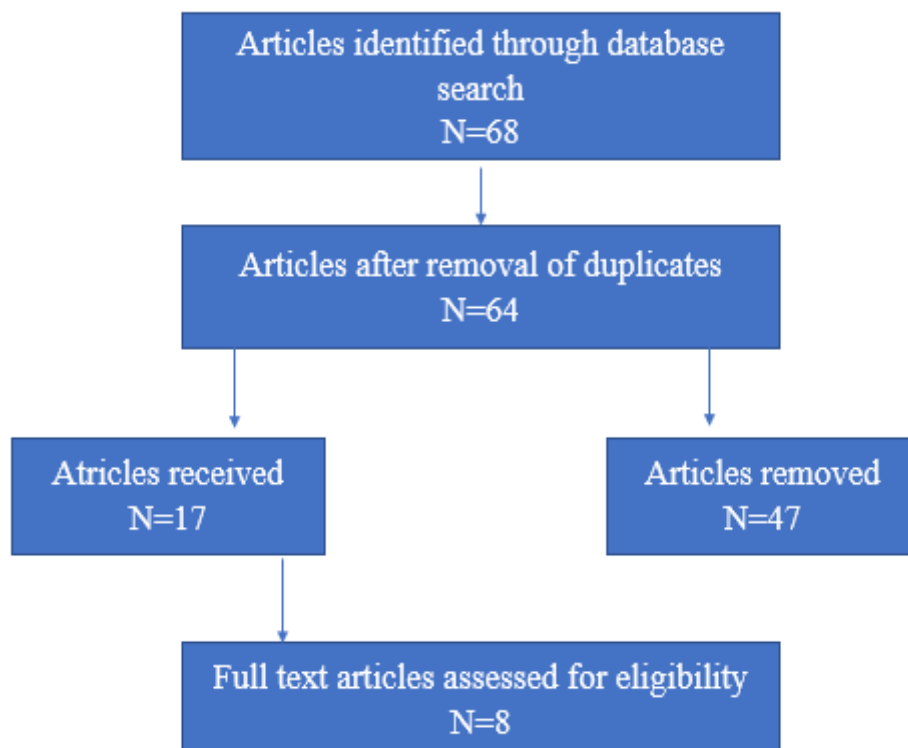 Articles identified through database
search
N=68
Articles after removal of duplicates
N=64
Atricles received
N=17
Articles removed
N=47
Full text articles assessed for eligibility
N=8